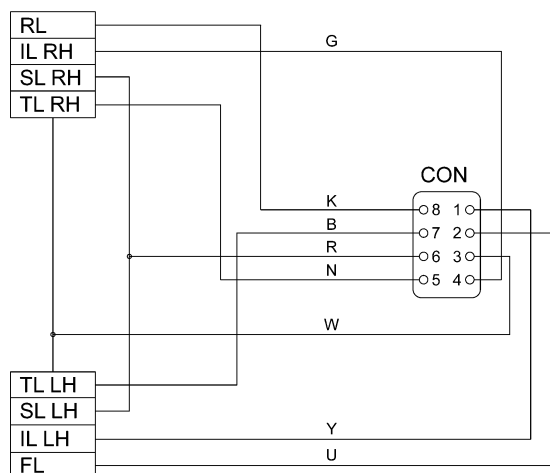 RL
IL RH
G
SL RH
TL RH
CON
K
8 1
B
7 2
R
6 3
N
5 4
W
TL LH
SL LH
IL LH
Y
FL
U